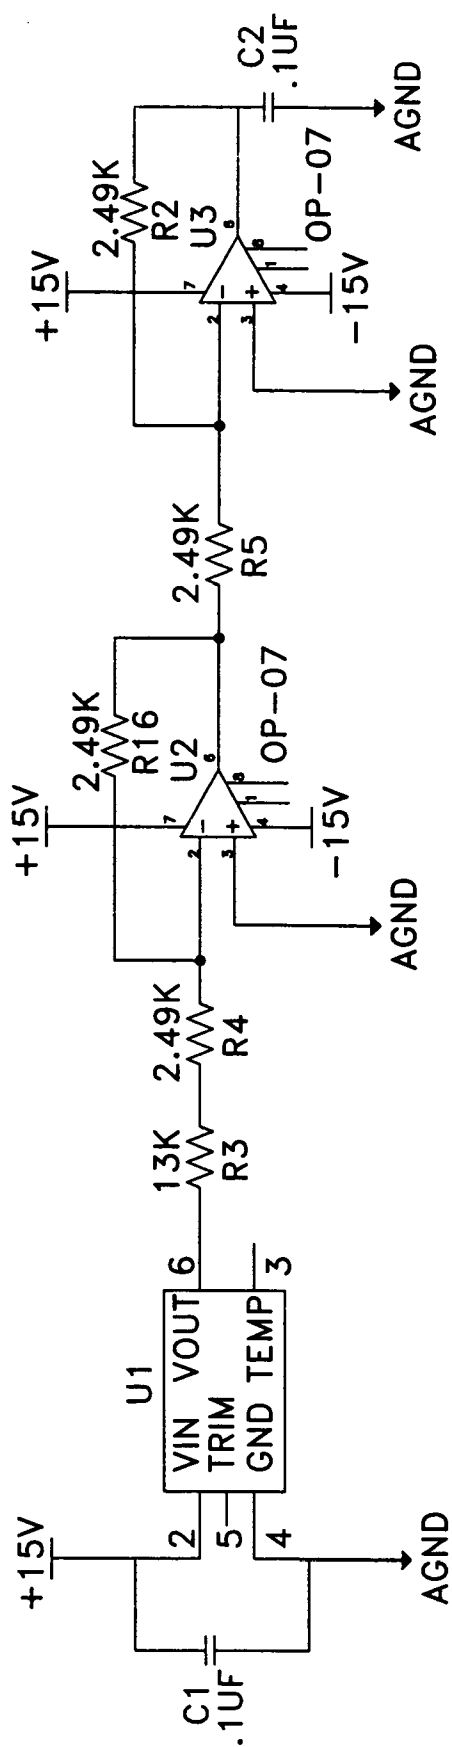 +15V
C1
.1UF
2
5
4
AGND
U1
VIN VOUT
TRIM
GND TEMP
6
3
13K
R3
2.49K
R4
+15V
2.49K
R16
U2
7
2
3
6
8
1
4
OP-07
-15V
AGND
2.49K
R5
+15V
2.49K
R2
U3
7
2
3
6
8
1
4
OP-07
-15V
AGND
C2
.1UF
AGND